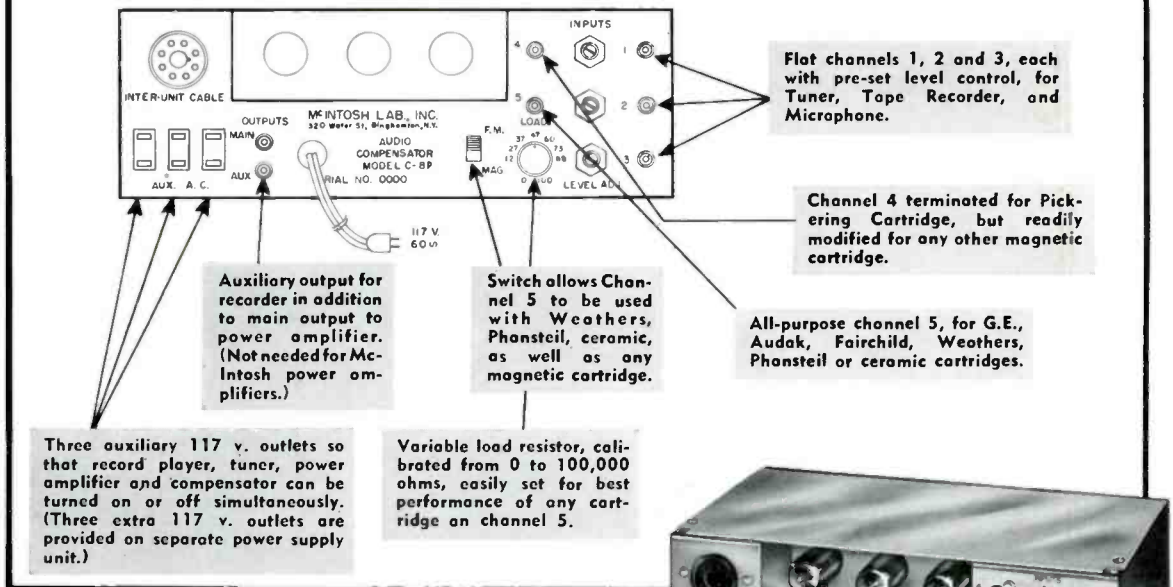 INPUTS
4
1
INTER-UNIT CABLE
5
2
OUTPUTS
MAIN
AUX
McINTOSH LAB., INC.
320 Water St., Binghamton, N.Y.
AUDIO
COMPENSATOR
MODEL C-8P
RIAL NO. 0000
F.M.
MAG.
LOAD
12 27 37 47 60 75 88
0 100
3
LEVEL ADJ
AUX. A. C.
117 V.
60 ∽
Flat channels 1, 2 and 3, each
with pre-set level control, for
Tuner, Tape Recorder, and
Microphone.
Channel 4 terminated for Pick-
ering Cartridge, but readily
modified for any other magnetic
cartridge.
All-purpose channel 5, for G.E.,
Audak, Fairchild, Weathers,
Phansteil or ceramic cartridges.
Auxiliary output for
recorder in addition
to main output to
power amplifier.
(Not needed for Mc-
Intosh power am-
plifiers.)
Switch allows Chan-
nel 5 to be used
with Weathers,
Phansteil, ceramic,
as well as any
magnetic cartridge.
Three auxiliary 117 v. outlets so
that record player, tuner, power
amplifier and compensator can be
turned on or off simultaneously.
(Three extra 117 v. outlets are
provided on separate power supply
unit.)
Variable load resistor, cali-
brated from 0 to 100,000
ohms, easily set for best
performance of any cart-
ridge on channel 5.